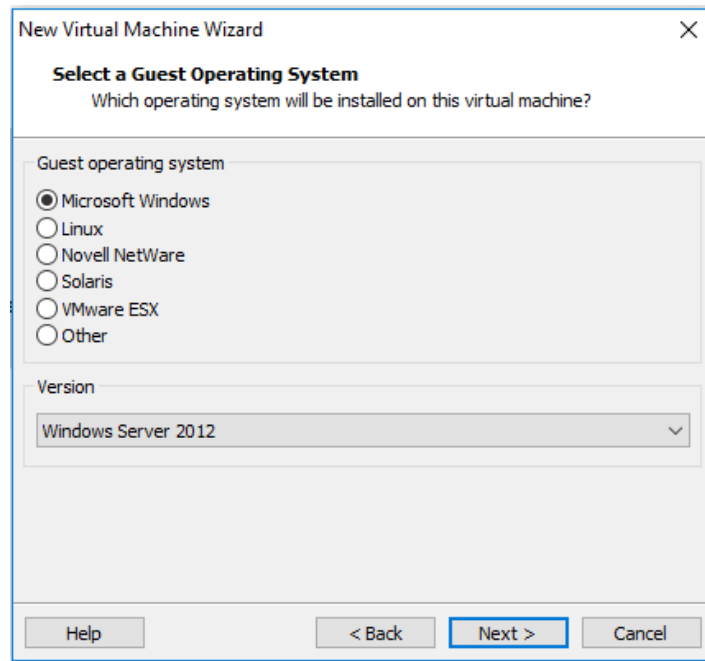 New Virtual Machine Wizard
Select a Guest Operating System
Which operating system will be installed on this virtual machine?
Guest operating system
Microsoft Windows
Linux
Novell NetWare
Solaris
VMware ESX
Other
Version
Windows Server 2012
Help
< Back
Next >
Cancel